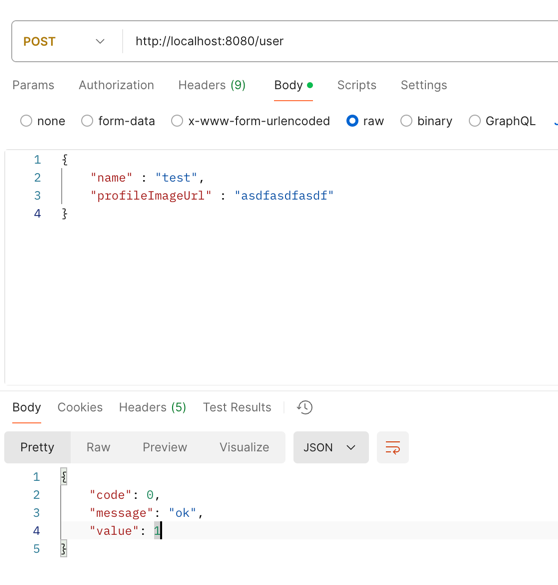 POST http://localhost:8080/user
Params Authorization Headers (9) Body Scripts Settings
none form-data x-www-form-urlencoded raw binary GraphQL
1 {
2 "name" : "test",
3 "profileImageUrl" : "asdfasdfasdf"
4 }
Body Cookies Headers (5) Test Results
Pretty Raw Preview Visualize JSON
1 {
2 "code": 0,
3 "message": "ok",
4 "value": 1
5 }